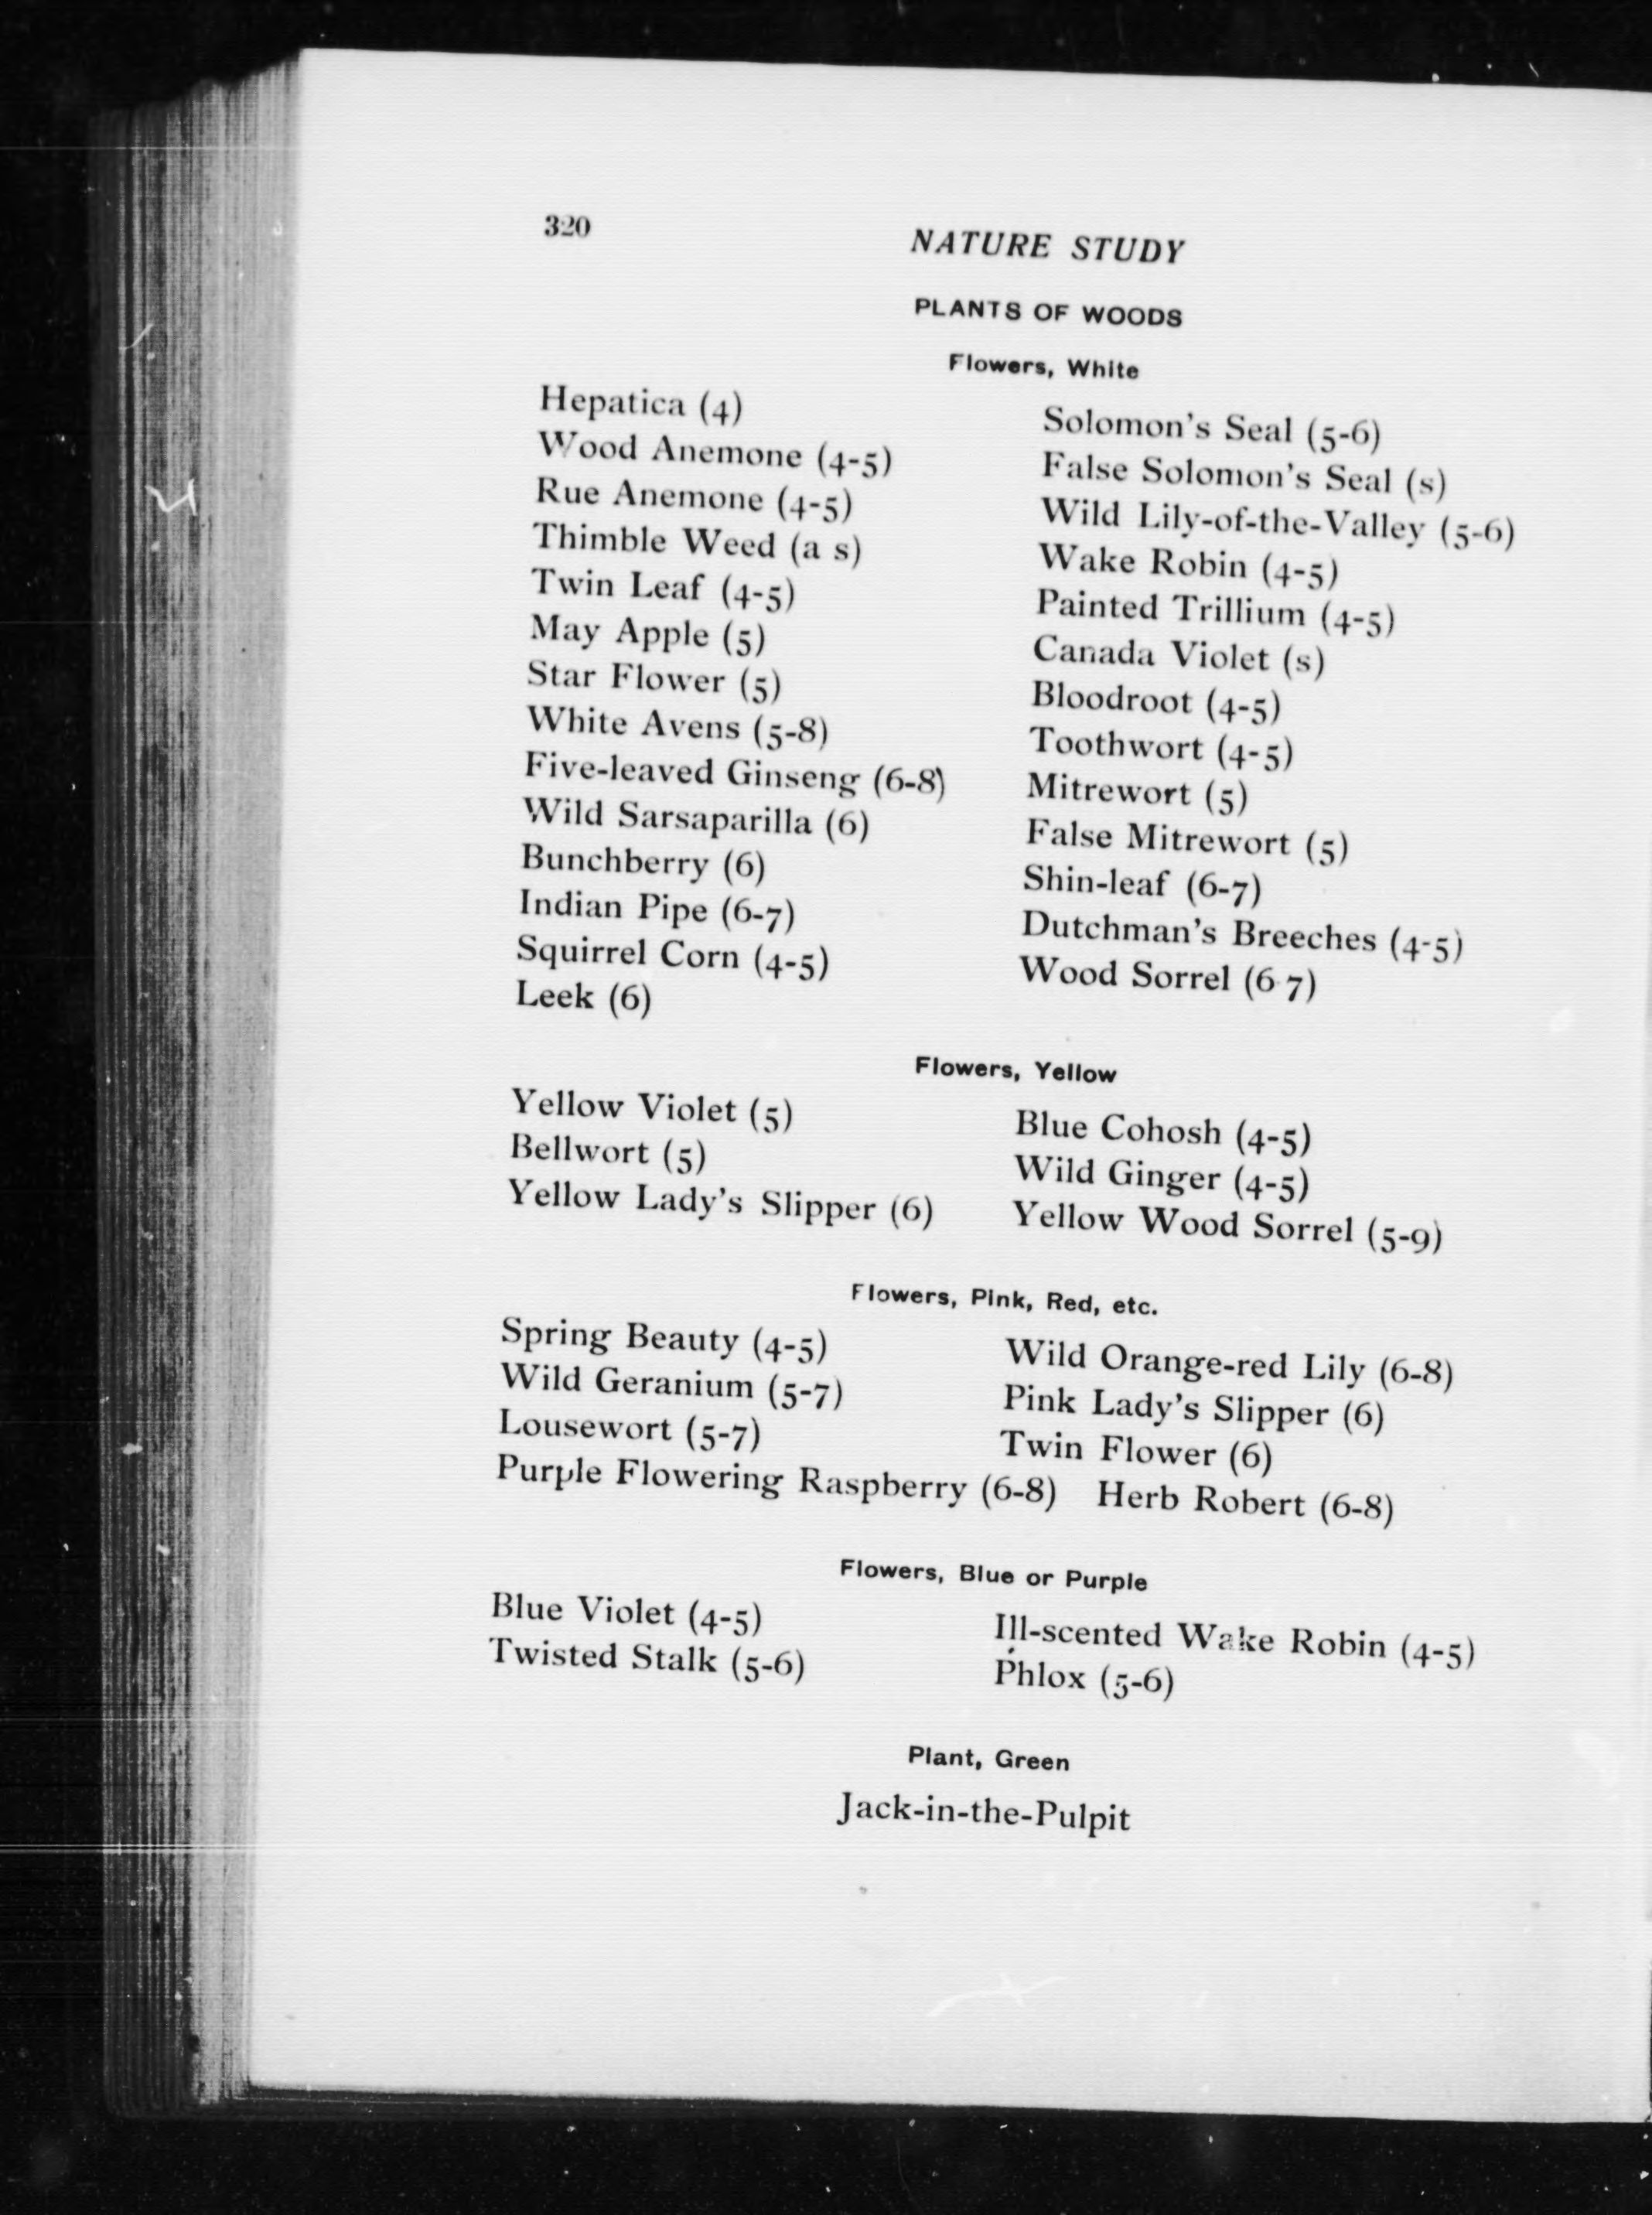 320
NATURE STUDY
PLANTS OF WOODS
Flowers, White
Hepatica (4)
Wood Anemone (4-5)
Rue Anemone (4-5)
Thimble Weed (a s)
Twin Leaf (4-5)
May Apple (5)
Star Flower (5)
White Avens (5-8)
Five-leaved Ginseng (6-8)
Wild Sarsaparilla (6)
Bunchberry (6)
Indian Pipe (6-7)
Squirrel Corn (4-5)
Leek (6)
Solomon's Seal (5-6)
False Solomon's Seal (s)
Wild Lily-of-the-Valley (5-6)
Wake Robin (4-5)
Painted Trillium (4-5)
Canada Violet (s)
Bloodroot (4-5)
Toothwort (4-5)
Mitrewort (5)
False Mitrewort (5)
Shin-leaf (6-7)
Dutchman's Breeches (4-5)
Wood Sorrel (6 7)
Flowers, Yellow
Yellow Violet (5)
Bellwort (5)
Yellow Lady's Slipper (6)
Blue Cohosh (4-5)
Wild Ginger (4-5)
Yellow Wood Sorrel (5-9)
Flowers, Pink, Red, etc.
Spring Beauty (4-5)
Wild Geranium (5-7)
Lousewort (5-7)
Purple Flowering Raspberry (6-8)
Wild Orange-red Lily (6-8)
Pink Lady's Slipper (6)
Twin Flower (6)
Herb Robert (6-8)
Flowers, Blue or Purple
Blue Violet (4-5)
Twisted Stalk (5-6)
Ill-scented Wake Robin (4-5)
Phlox (5-6)
Plant, Green
Jack-in-the-Pulpit